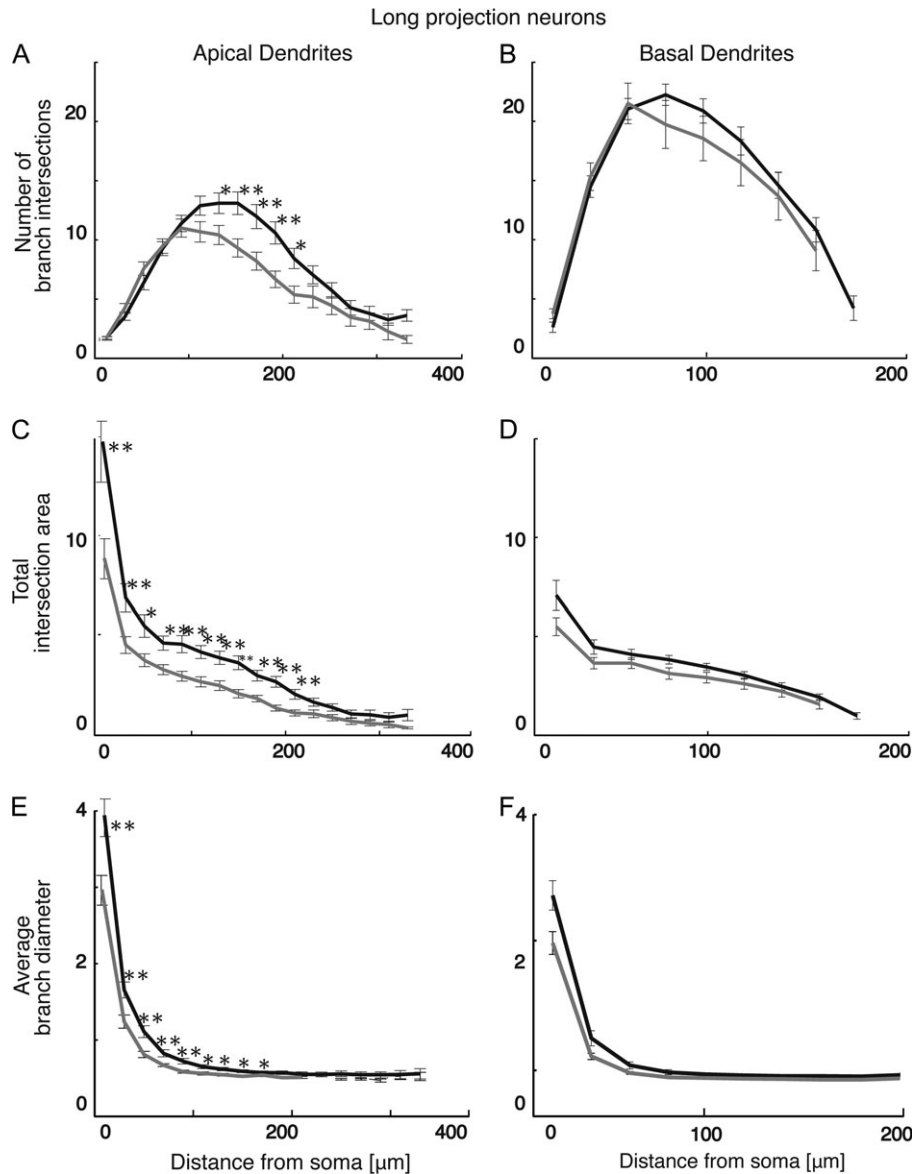 Long projection neurons
A Apical Dendrites
B Basal Dendrites
Number of
branch intersections
20
10
0
* **
**
**
*
0 200 400
20
10
0
0 100 200
C
Total
intersection area
10
0
**
**
*
** **
**
**
**
**
**
**
0 200 400
D
10
0
0 100 200
E
Average
branch diameter
4
2
0
**
**
**
**
**
**
* *
0 200 400
Distance from soma [µm]
F
4
2
0
0 100 200
Distance from soma [µm]